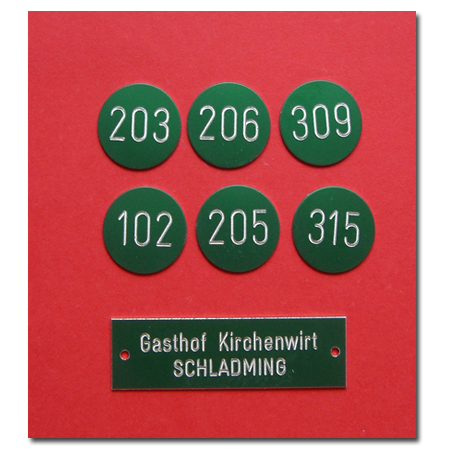 203 206 309
102 205 315
Gasthof Kirchenwirt
SCHLADMING